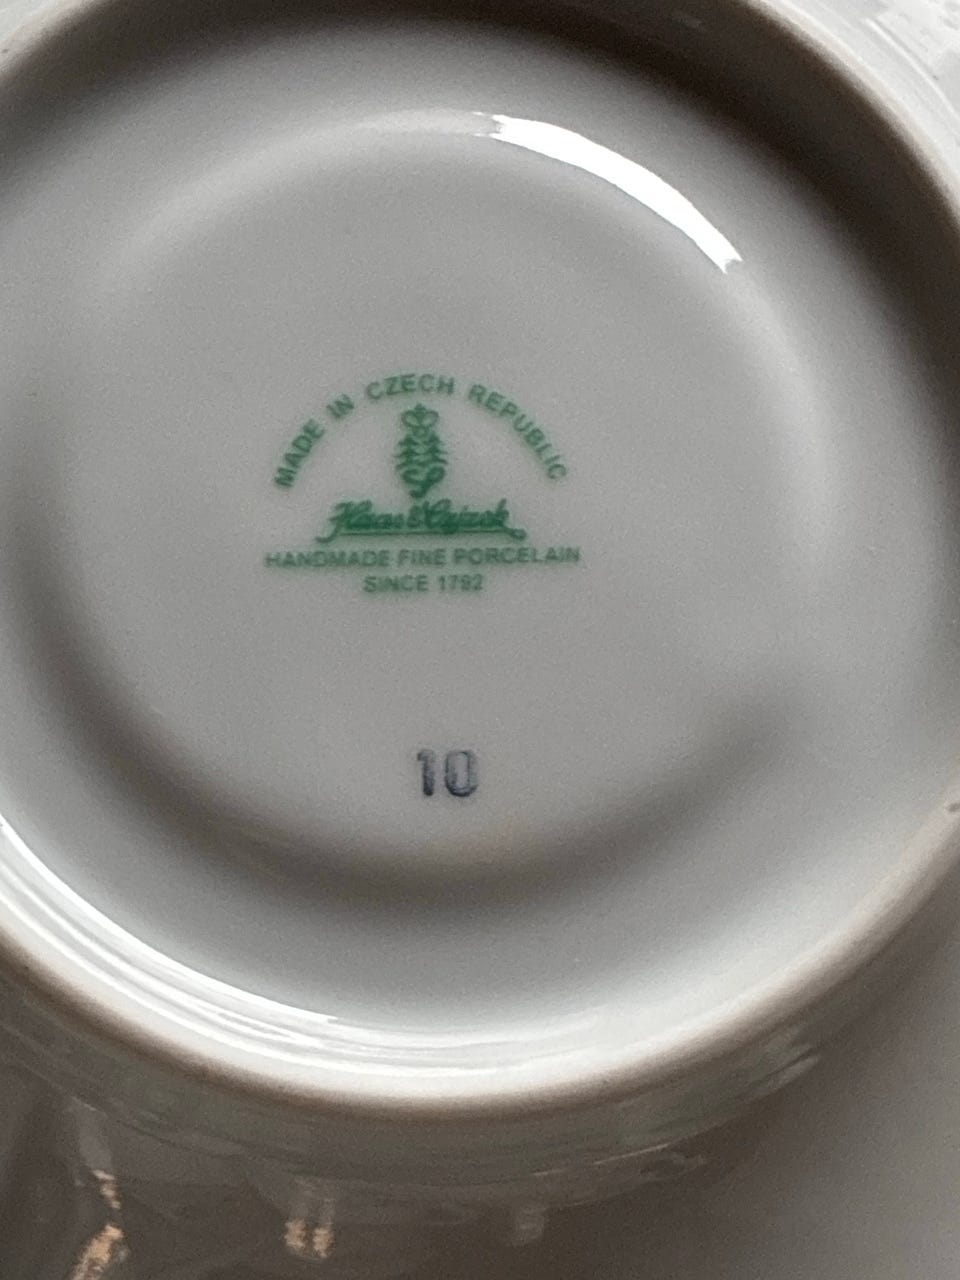 MADE IN CZECH REPUBLIC
Haas & Czjzek
HANDMADE FINE PORCELAIN
SINCE 1792
10